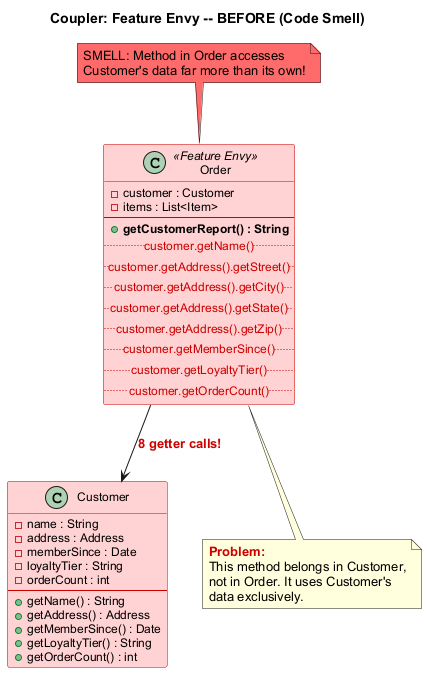 Coupler: Feature Envy -- BEFORE (Code Smell)
SMELL: Method in Order accesses
Customer's data far more than its own!
C
«Feature Envy»
Order
customer : Customer
items : List<Item>
getCustomerReport() : String
customer.getName()
customer.getAddress().getStreet()
customer.getAddress().getCity()
customer.getAddress().getState()
customer.getAddress().getZip()
customer.getMemberSince()
customer.getLoyaltyTier()
customer.getOrderCount()
8 getter calls!
C Customer
name : String
address : Address
memberSince : Date
loyaltyTier : String
orderCount : int
getName() : String
getAddress() : Address
getMemberSince() : Date
getLoyaltyTier() : String
getOrderCount() : int
Problem:
This method belongs in Customer,
not in Order. It uses Customer's
data exclusively.